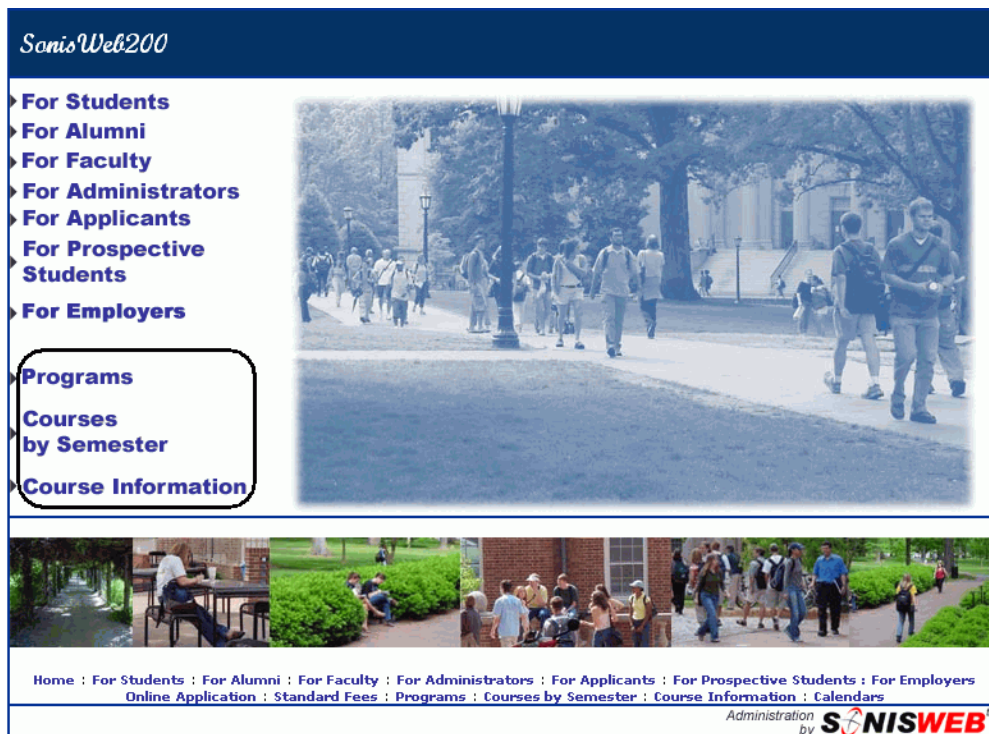 SonisWeb200
For Students
For Alumni
For Faculty
For Administrators
For Applicants
For Prospective
Students
For Employers
Programs
Courses
by Semester
Course Information
Home : For Students : For Alumni : For Faculty : For Administrators : For Applicants : For Prospective Students : For Employers
Online Application : Standard Fees : Programs : Courses by Semester : Course Information : Calendars
Administration
by SONISWEB